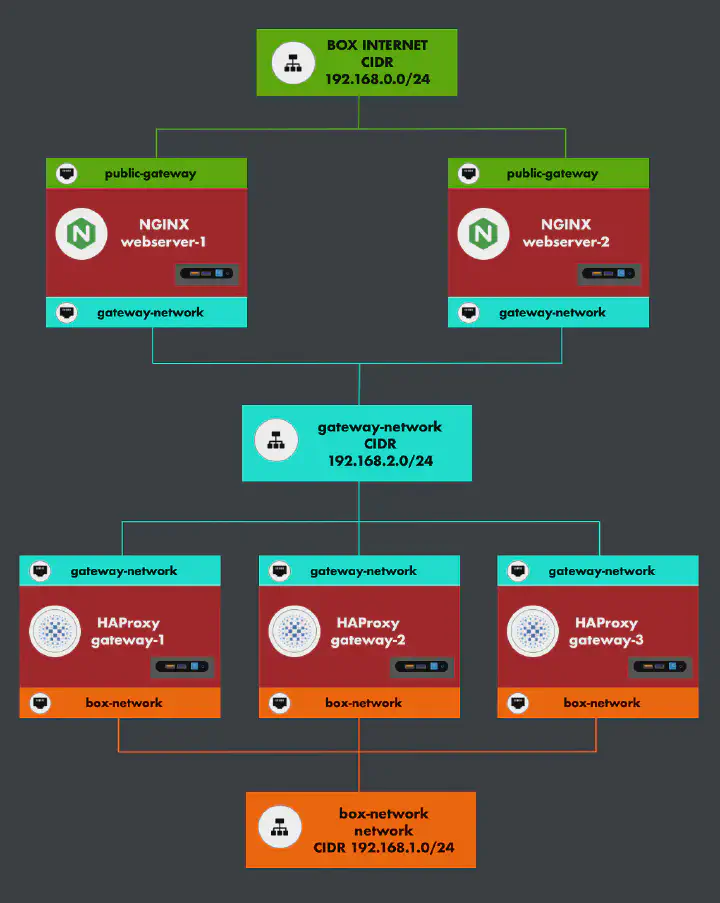 BOX INTERNET
CIDR
192.168.0.0/24
public-gateway
public-gateway
NGINX
webserver-1
NGINX
webserver-2
gateway-network
gateway-network
gateway-network
CIDR
192.168.2.0/24
gateway-network
gateway-network
gateway-network
HAProxy
gateway-1
HAProxy
gateway-2
HAProxy
gateway-3
box-network
box-network
box-network
box-network
network
CIDR 192.168.1.0/24